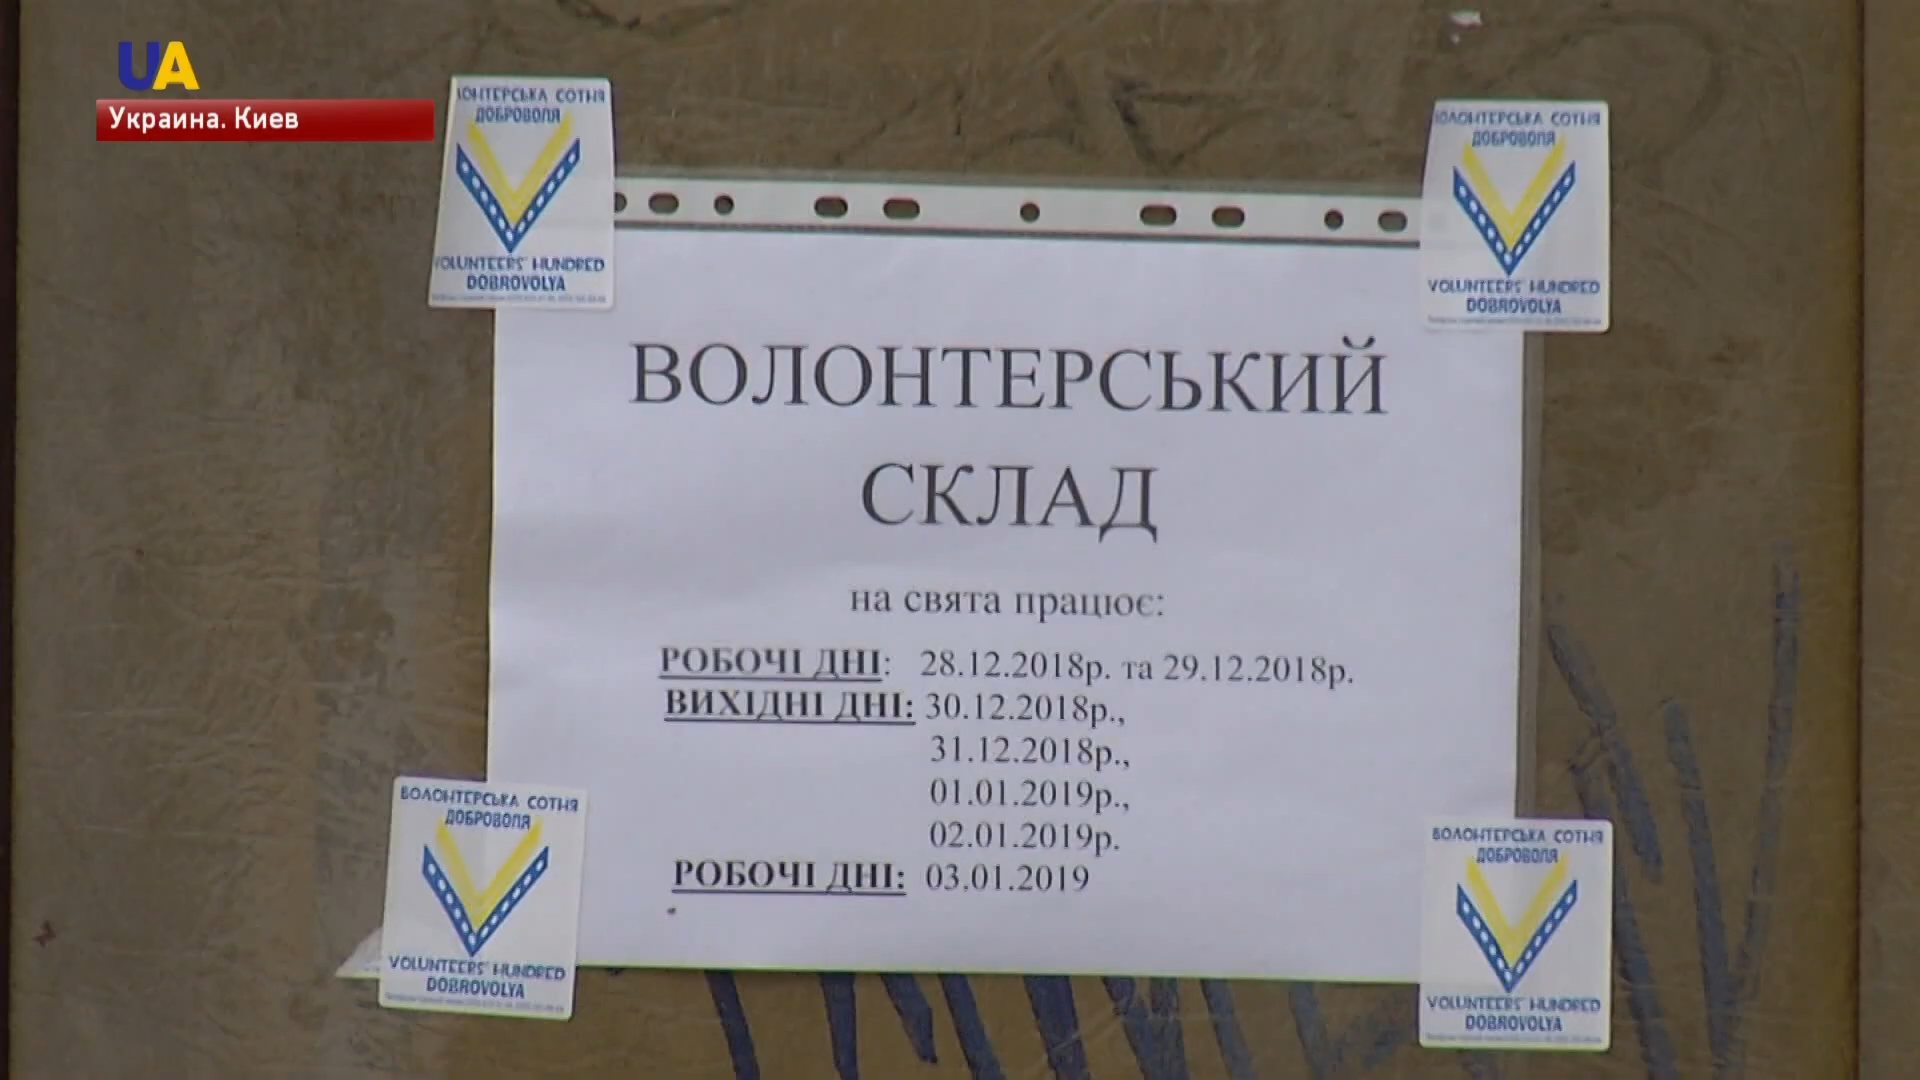 UA
Украина. Киев
ЛОНТЕРСЬКА СОТНЯ
ДОБРОВОЛЯ
VOLUNTEERS' HUNDRED
DOBROVOLYA
ВОЛОНТЕРСЬКА СОТНЯ
ДОБРОВОЛЯ
VOLUNTEERS' HUNDRED
DOBROVOLYA
ВОЛОНТЕРСЬКИЙ
СКЛАД
на свята працює:
РОБОЧІ ДНІ: 28.12.2018р. та 29.12.2018р.
ВИХІДНІ ДНІ: 30.12.2018р.,
31.12.2018р.,
01.01.2019р.,
02.01.2019р.
РОБОЧІ ДНІ: 03.01.2019
ВОЛОНТЕРСЬКА СОТНЯ
ДОБРОВОЛЯ
VOLUNTEERS' HUNDRED
DOBROVOLYA
ВОЛОНТЕРСЬКА СОТНЯ
ДОБРОВОЛЯ
VOLUNTEERS' HUNDRED
DOBROVOLYA